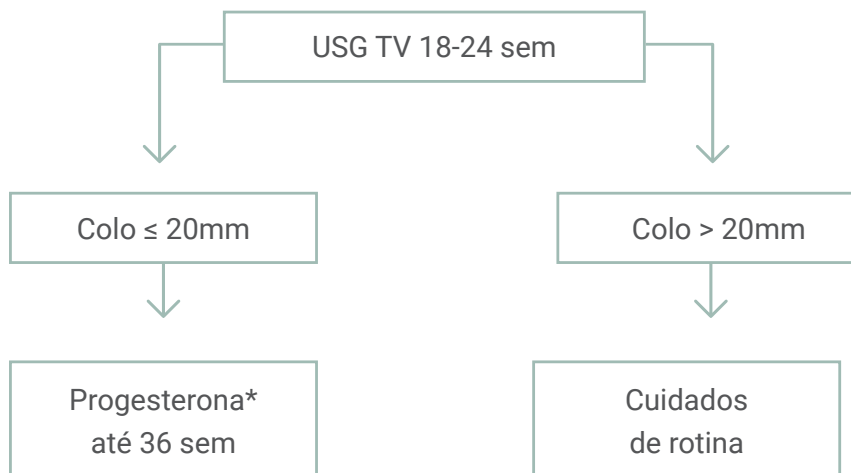 USG TV 18-24 sem
Colo ≤ 20mm
Colo > 20mm
Progesterona*
até 36 sem
Cuidados
de rotina